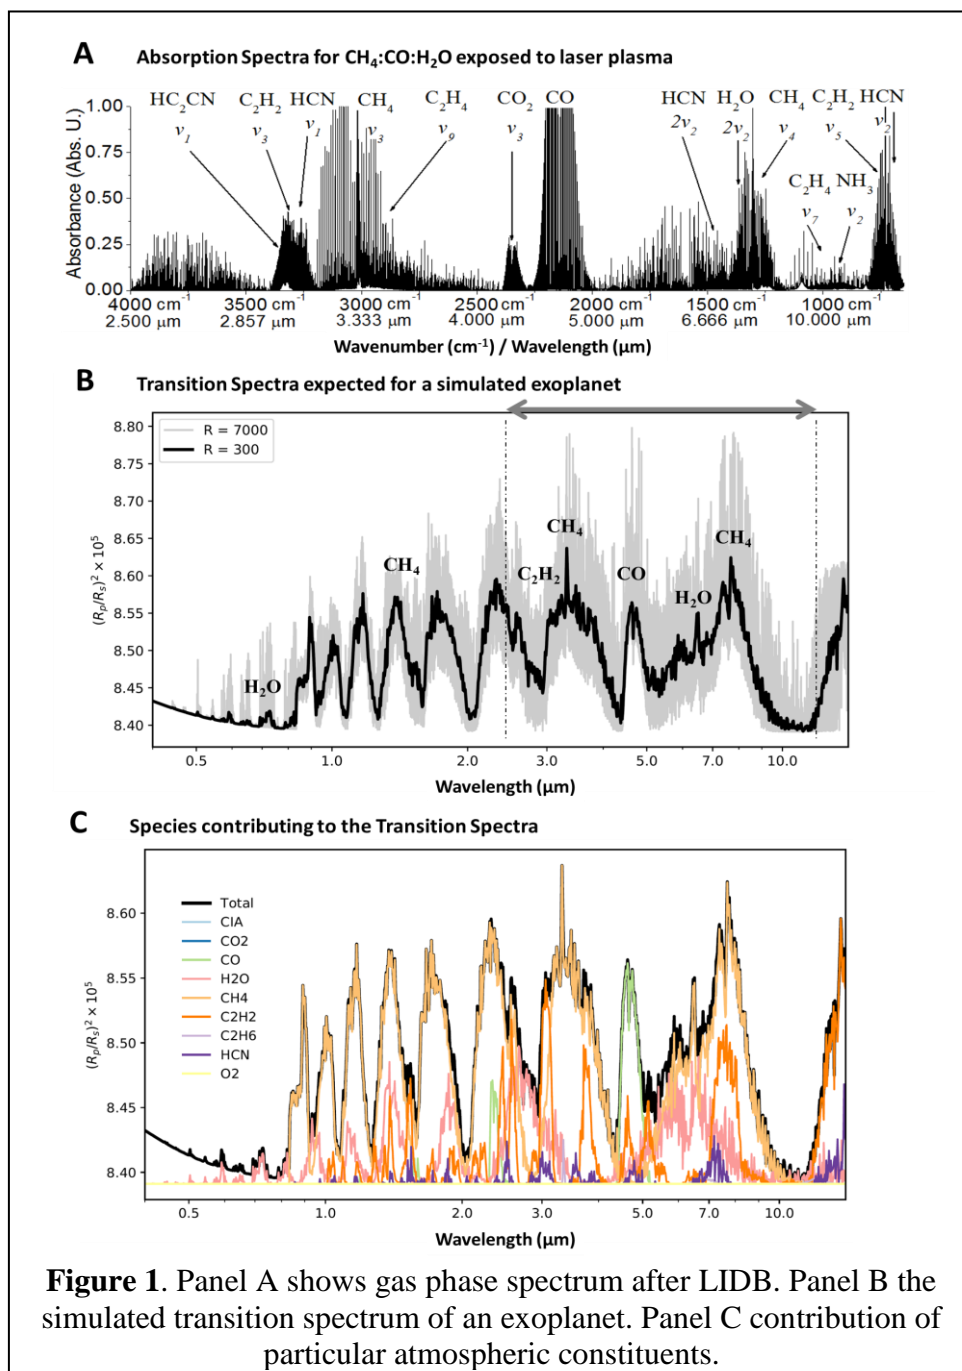 A Absorption Spectra for CH₄:CO:H₂O exposed to laser plasma
HC₂CN C₂H₂ HCN CH₄ C₂H₄ CO₂ CO HCN H₂O CH₄ C₂H₂ HCN
ν₁ ν₃ ν₁ ν₃ ν₉ ν₃ 2ν₂ 2ν₂ ν₄ ν₅ ν₂
C₂H₄ NH₃
ν₇ ν₂
Absorbance (Abs. U.)
1.00
0.75
0.50
0.25
0.00
4000 cm⁻¹ 3500 cm⁻¹ 3000 cm⁻¹ 2500 cm⁻¹ 2000 cm⁻¹ 1500 cm⁻¹ 1000 cm⁻¹
2.500 µm 2.857 µm 3.333 µm 4.000 µm 5.000 µm 6.666 µm 10.000 µm
Wavenumber (cm⁻¹) / Wavelength (µm)
B Transition Spectra expected for a simulated exoplanet
R = 7000
R = 300
(Rₚ/Rₛ)² × 10⁵
8.80
8.75
8.70
8.65
8.60
8.55
8.50
8.45
8.40
H₂O
CH₄
C₂H₂
CH₄
CO
H₂O
CH₄
0.5 1.0 2.0 3.0 5.0 7.0 10.0
Wavelength (µm)
C Species contributing to the Transition Spectra
Total
CIA
CO2
CO
H2O
CH4
C2H2
C2H6
HCN
O2
(Rₚ/Rₛ)² × 10⁵
8.60
8.55
8.50
8.45
8.40
0.5 1.0 2.0 3.0 5.0 7.0 10.0
Wavelength (µm)
Figure 1. Panel A shows gas phase spectrum after LIDB. Panel B the
simulated transition spectrum of an exoplanet. Panel C contribution of
particular atmospheric constituents.